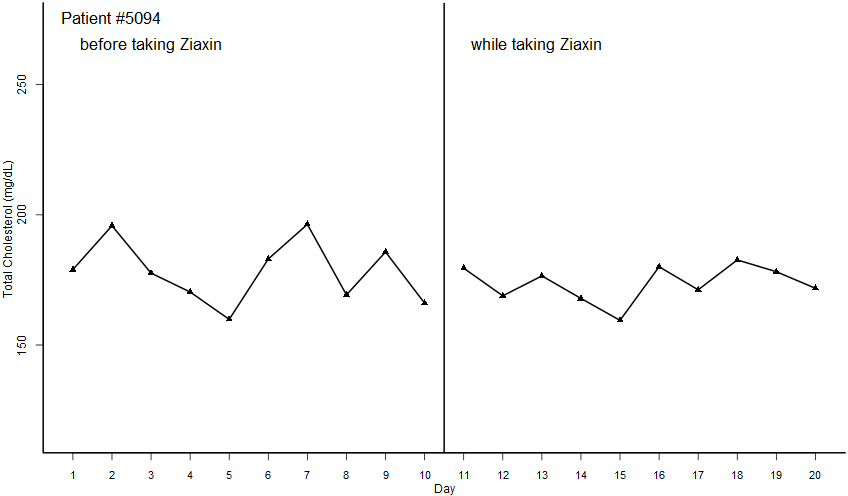 Patient #5094
before taking Ziaxin
while taking Ziaxin
Total Cholesterol (mg/dL)
250
200
150
1 2 3 4 5 6 7 8 9 10 11 12 13 14 15 16 17 18 19 20
Day